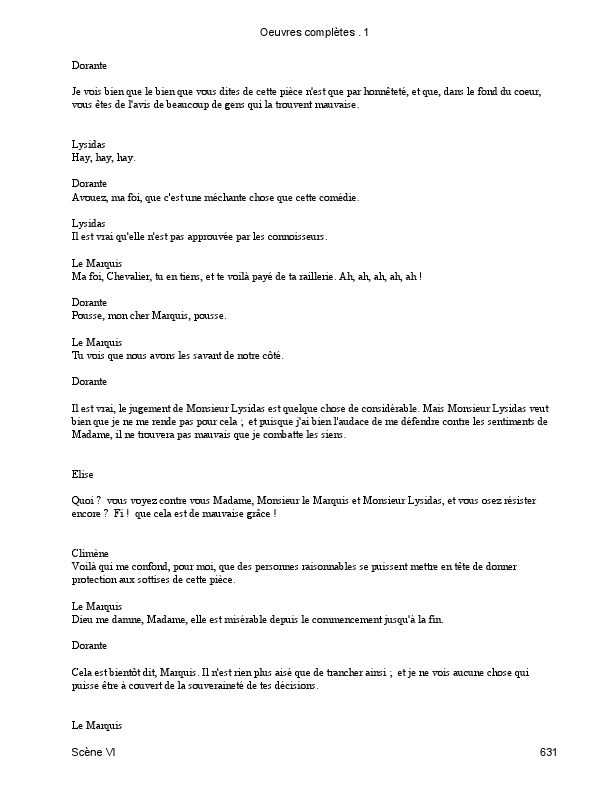 Oeuvres complètes . 1
Dorante
Je vois bien que le bien que vous dites de cette pièce n'est que par honnêteté, et que, dans le fond du coeur,
vous êtes de l'avis de beaucoup de gens qui la trouvent mauvaise.
Lysidas
Hay, hay, hay.
Dorante
Avouez, ma foi, que c'est une méchante chose que cette comédie.
Lysidas
Il est vrai qu'elle n'est pas approuvée par les connoisseurs.
Le Marquis
Ma foi, Chevalier, tu en tiens, et te voilà payé de ta raillerie. Ah, ah, ah, ah, ah !
Dorante
Pousse, mon cher Marquis, pousse.
Le Marquis
Tu vois que nous avons les savant de notre côté.
Dorante
Il est vrai, le jugement de Monsieur Lysidas est quelque chose de considérable. Mais Monsieur Lysidas veut
bien que je ne me rende pas pour cela ; et puisque j'ai bien l'audace de me défendre contre les sentiments de
Madame, il ne trouvera pas mauvais que je combatte les siens.
Elise
Quoi ? vous voyez contre vous Madame, Monsieur le Marquis et Monsieur Lysidas, et vous osez résister
encore ? Fi ! que cela est de mauvaise grâce !
Climène
Voilà qui me confond, pour moi, que des personnes raisonnables se puissent mettre en tête de donner
protection aux sottises de cette pièce.
Le Marquis
Dieu me damne, Madame, elle est misérable depuis le commencement jusqu'à la fin.
Dorante
Cela est bientôt dit, Marquis. Il n'est rien plus aisé que de trancher ainsi ; et je ne vois aucune chose qui
puisse être à couvert de la souveraineté de tes décisions.
Le Marquis
Scène VI 631